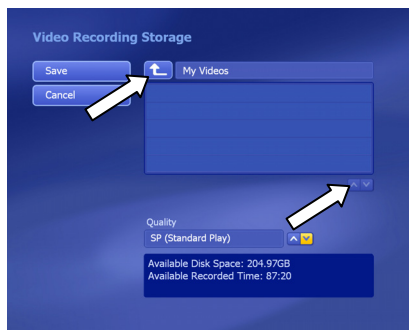 Video Recording Storage
Save
My Videos
Cancel
Quality
SP (Standard Play)
Available Disk Space: 204.97GB
Available Recorded Time: 87:20